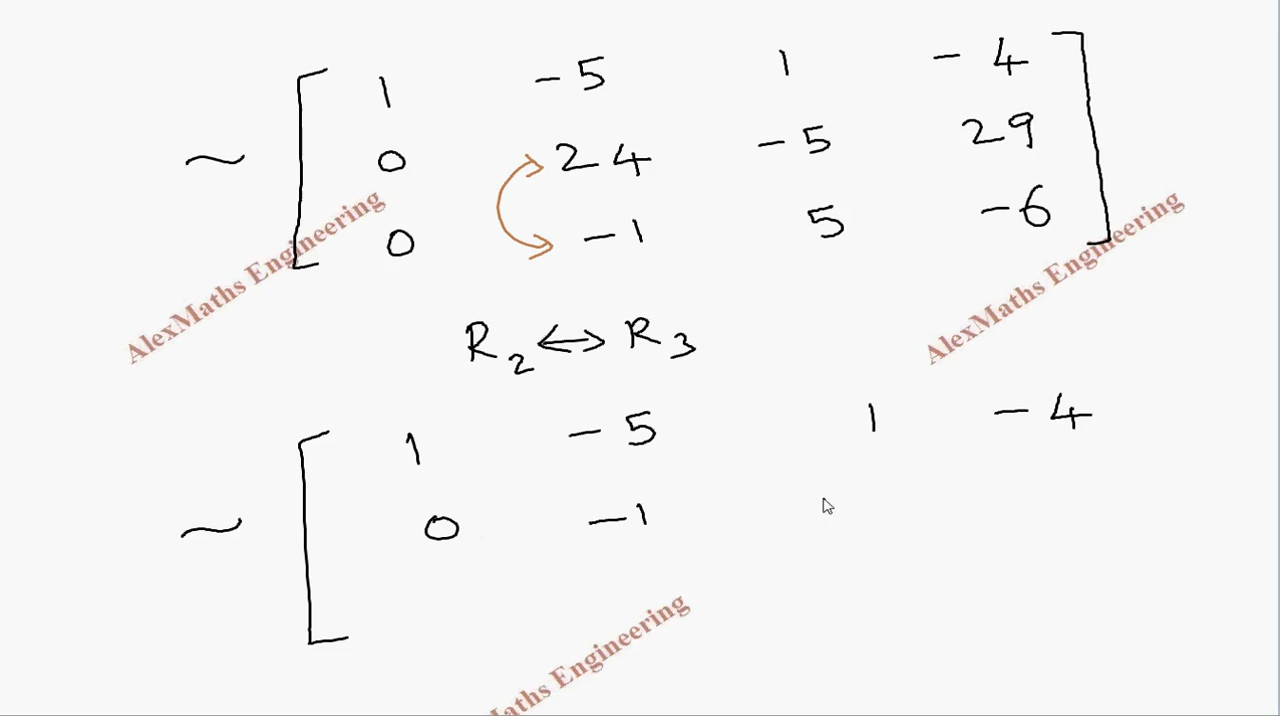 ~ [ 1 -5 1 -4 ]
0 24 -5 29
0 -1 5 -6
AlexMaths Engineering AlexMaths Engineering
R2 ↔ R3
~ [ 1 -5 1 -4
0 -1
Maths Engineering